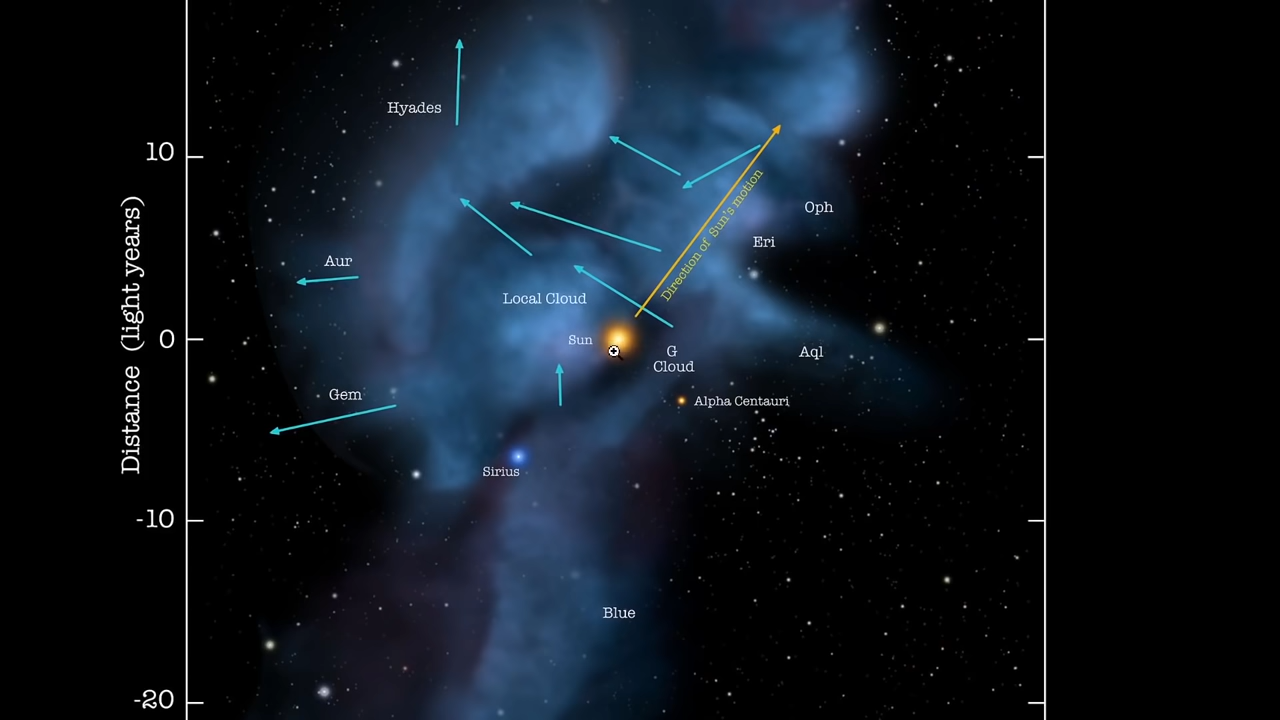 Hyades
10
Direction of Sun's motion
Oph
Eri
Aur
Distance (light years)
Local Cloud
0
Sun
G
Cloud
Aql
Gem
Alpha Centauri
Sirius
-10
Blue
-20